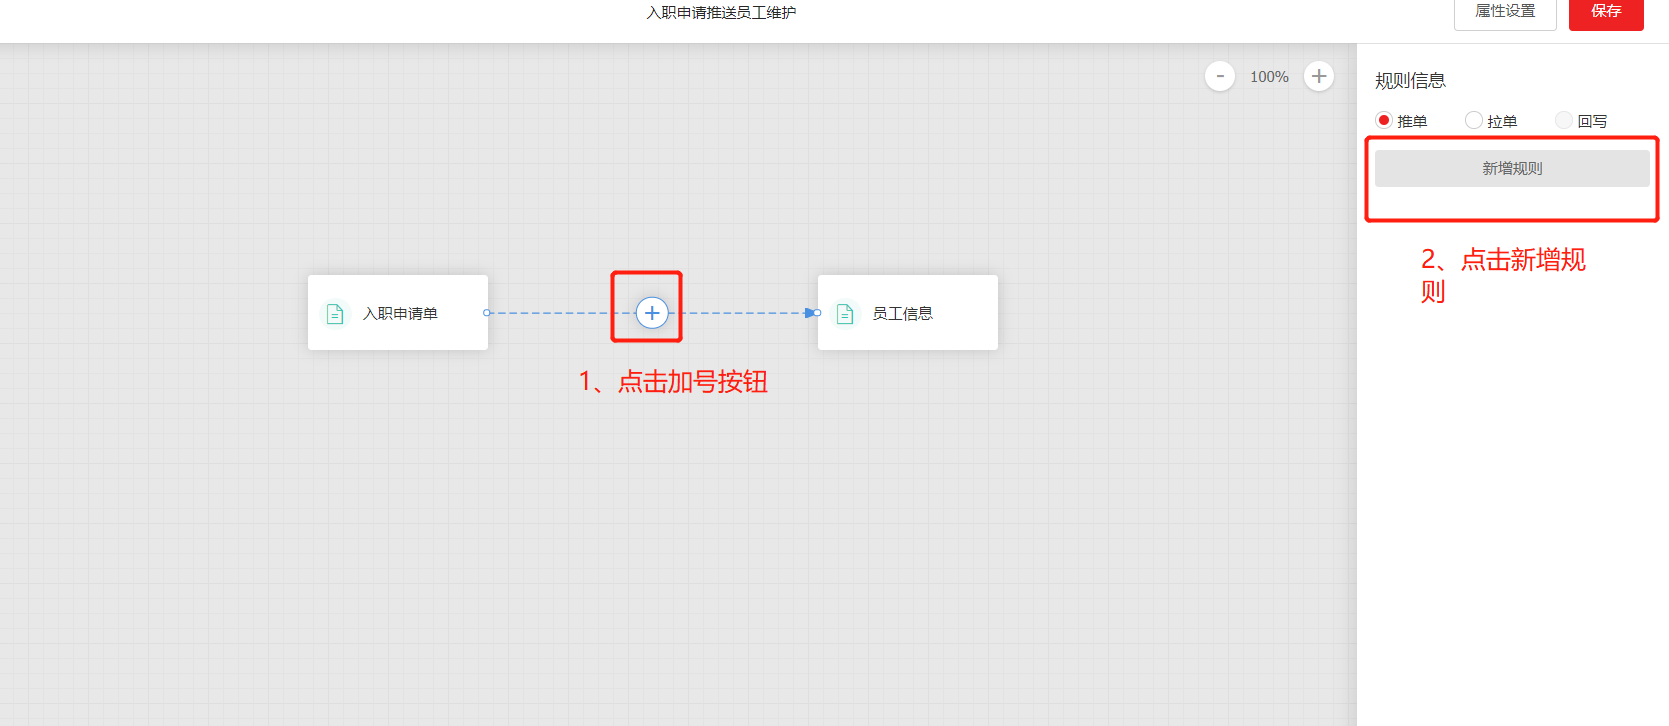 入职申请推送员工维护
属性设置
保存
- 100% +
规则信息
推单 拉单 回写
新增规则
2、点击新增规
则
入职申请单
+
员工信息
1、点击加号按钮